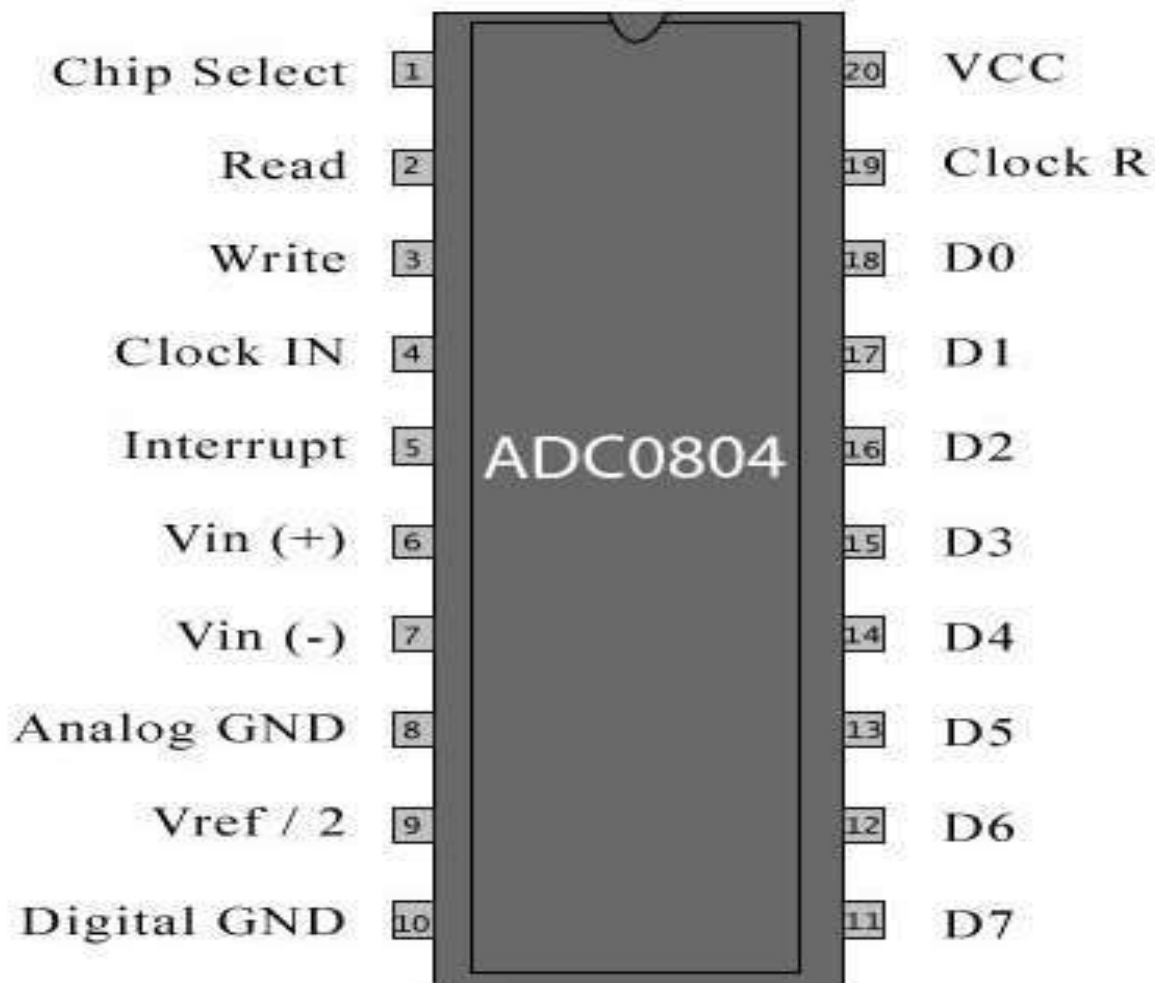 Chip Select 1 20 VCC
Read 2 19 Clock R
Write 3 18 D0
Clock IN 4 17 D1
Interrupt 5 ADC0804 16 D2
Vin (+) 6 15 D3
Vin (-) 7 14 D4
Analog GND 8 13 D5
Vref / 2 9 12 D6
Digital GND 10 11 D7